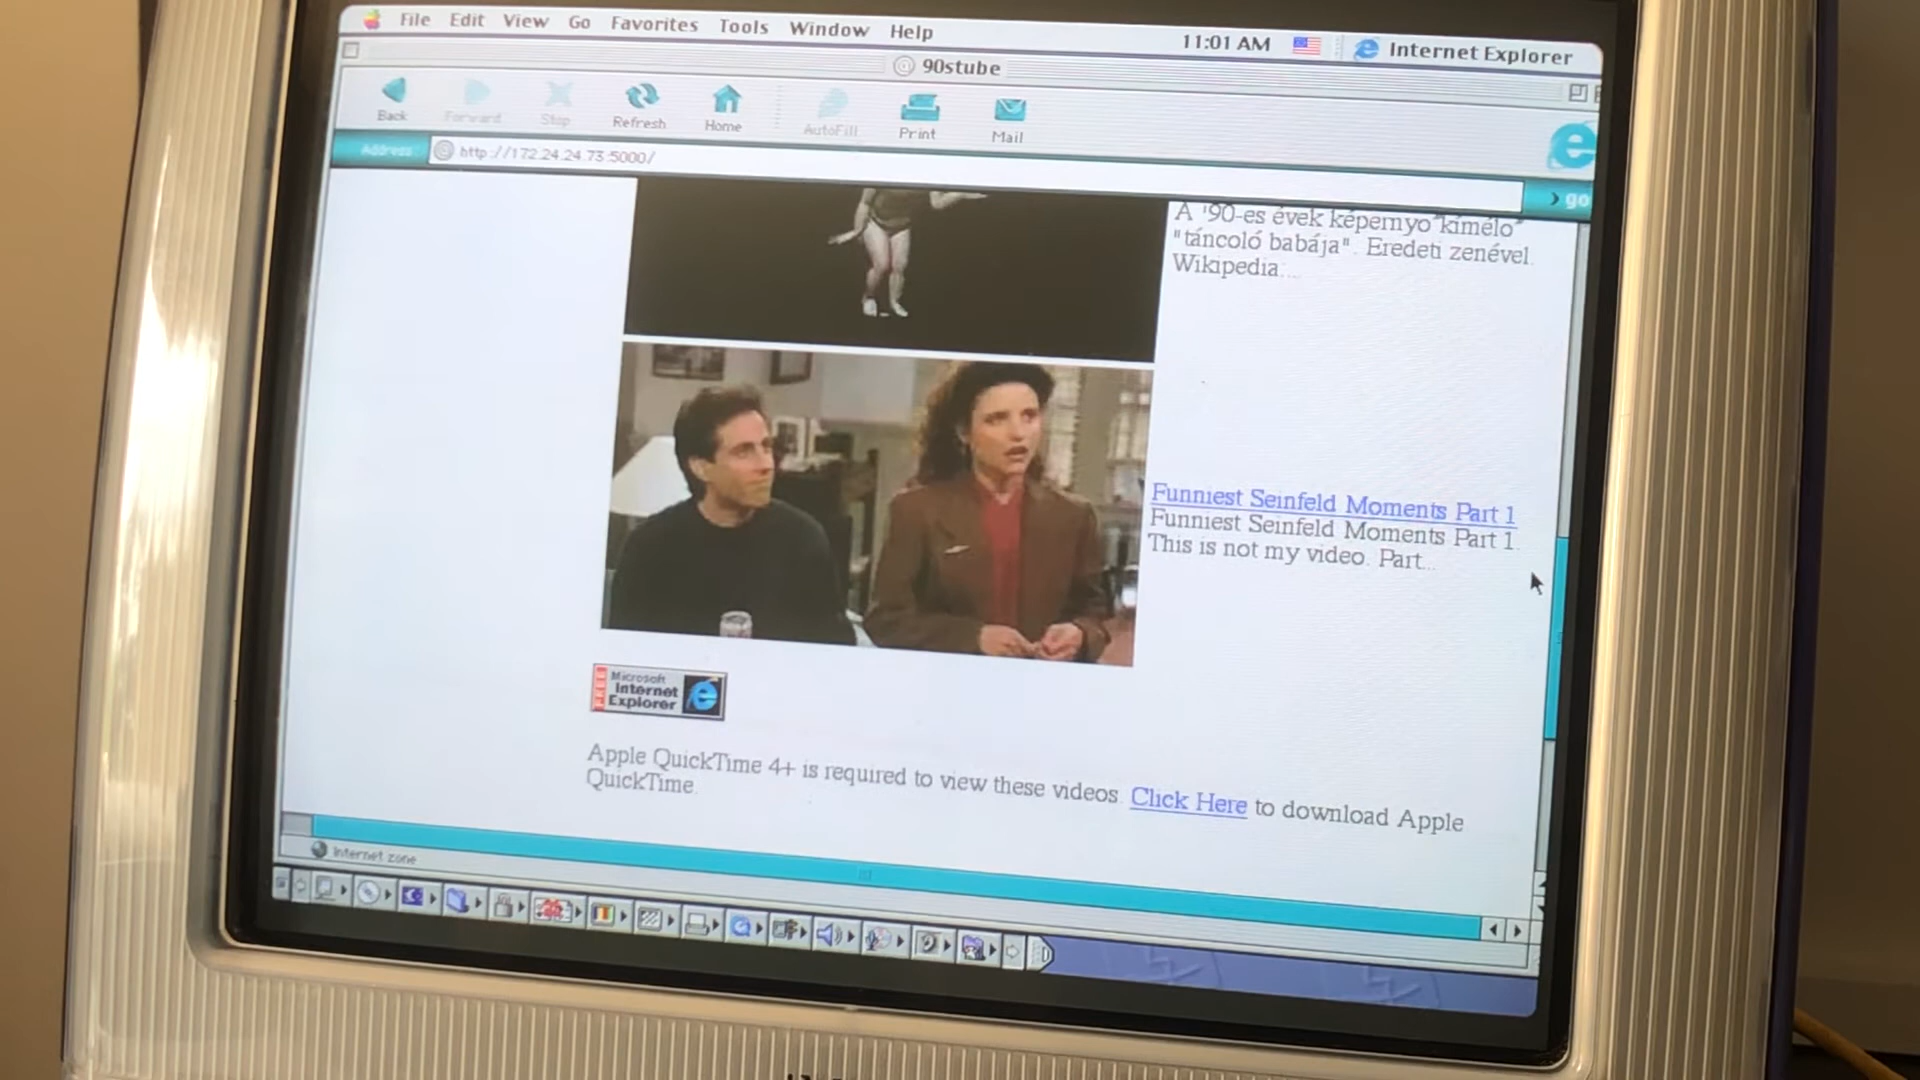 File Edit View Go Favorites Tools Window Help 11:01 AM Internet Explorer
90stube
Back Forward Stop Refresh Home AutoFill Print Mail
Address http://172.24.24.73:5000/ go
A '90-es évek képernyo"kímélo"
"táncoló babája". Eredeti zenével.
Wikipedia...
Funniest Seinfeld Moments Part 1
Funniest Seinfeld Moments Part 1.
This is not my video. Part...
FREE
Microsoft
Internet
Explorer
Apple QuickTime 4+ is required to view these videos. Click Here to download Apple
QuickTime.
Internet zone